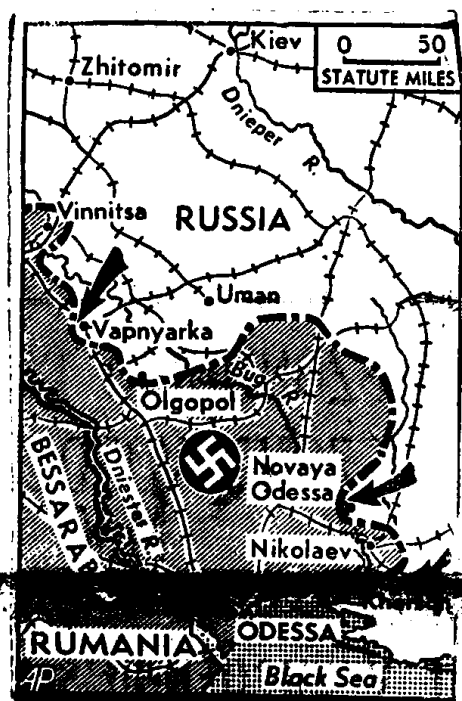 Kiev
0 50
STATUTE MILES
Zhitomir
Dnieper R.
Vinnitsa
RUSSIA
Uman
Vapnyarka
Bug R.
Olgopol
BESSARAB
Dniester R.
Novaya
Odessa
Nikolaev
RUMANIA
ODESSA
Black Sea
AP